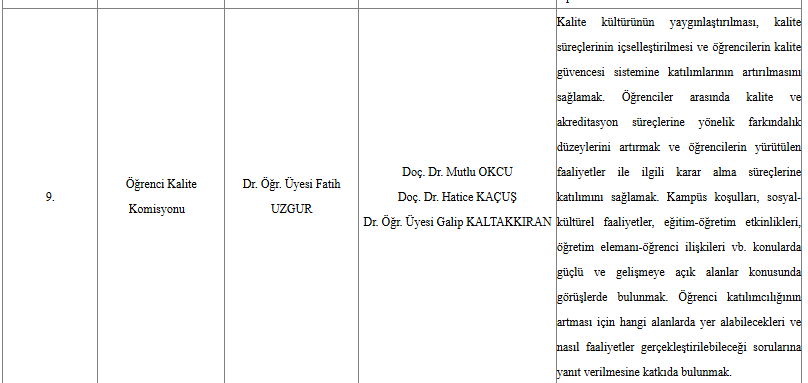 9.
Öğrenci Kalite
Komisyonu
Dr. Öğr. Üyesi Fatih
UZGUR
Doç. Dr. Mutlu OKCU
Doç. Dr. Hatice KAÇUŞ
Dr. Öğr. Üyesi Galip KALTAKKIRAN
Kalite kültürünün yaygınlaştırılması, kalite
süreçlerinin içselleştirilmesi ve öğrencilerin kalite
güvencesi sistemine katılımlarının artırılmasını
sağlamak. Öğrenciler arasında kalite ve
akreditasyon süreçlerine yönelik farkındalık
düzeylerini artırmak ve öğrencilerin yürütülen
faaliyetler ile ilgili karar alma süreçlerine
katılımını sağlamak. Kampüs koşulları, sosyal-
kültürel faaliyetler, eğitim-öğretim etkinlikleri,
öğretim elemanı-öğrenci ilişkileri vb. konularda
güçlü ve gelişmeye açık alanlar konusunda
görüşlerde bulunmak. Öğrenci katılımcılığının
artması için hangi alanlarda yer alabilecekleri ve
nasıl faaliyetler gerçekleştirilebileceği sorularına
yanıt verilmesine katkıda bulunmak.